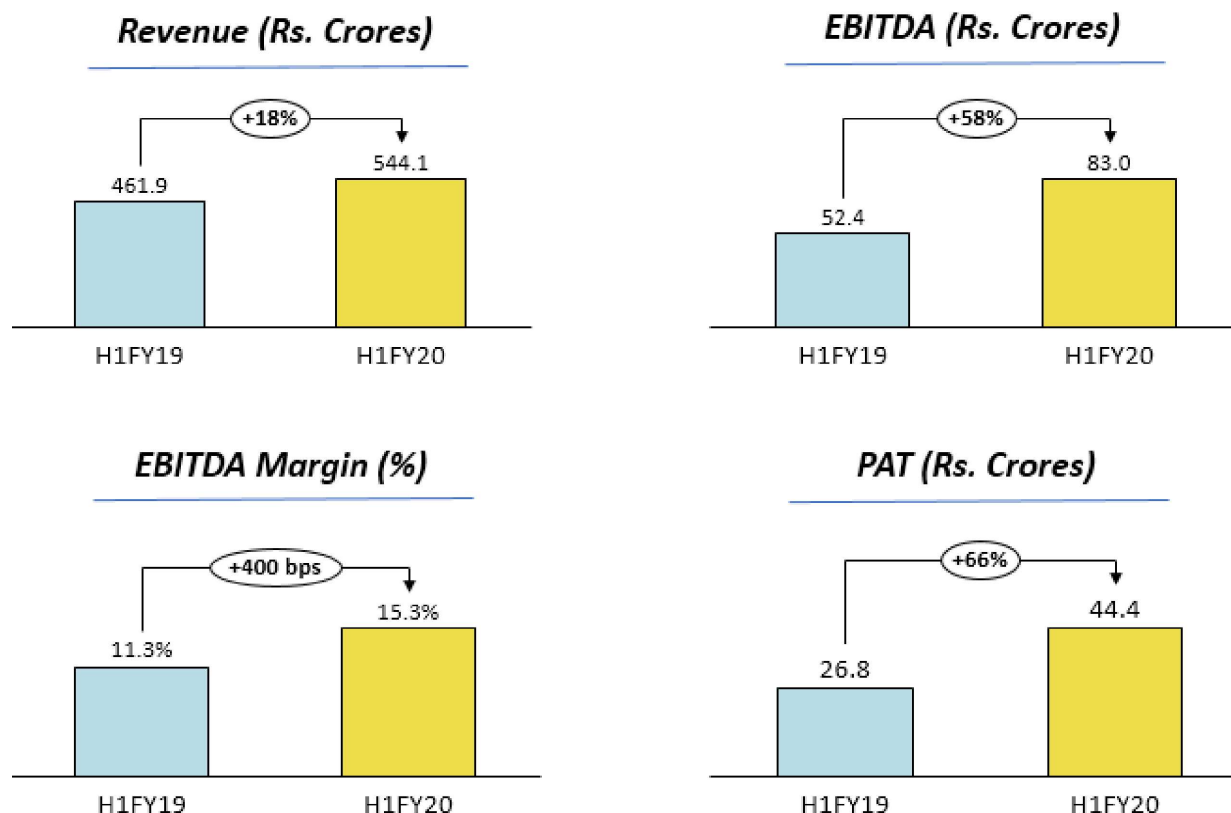 Revenue (Rs. Crores)
+18%
461.9
544.1
H1FY19
H1FY20
EBITDA (Rs. Crores)
+58%
52.4
83.0
H1FY19
H1FY20
EBITDA Margin (%)
+400 bps
11.3%
15.3%
H1FY19
H1FY20
PAT (Rs. Crores)
+66%
26.8
44.4
H1FY19
H1FY20